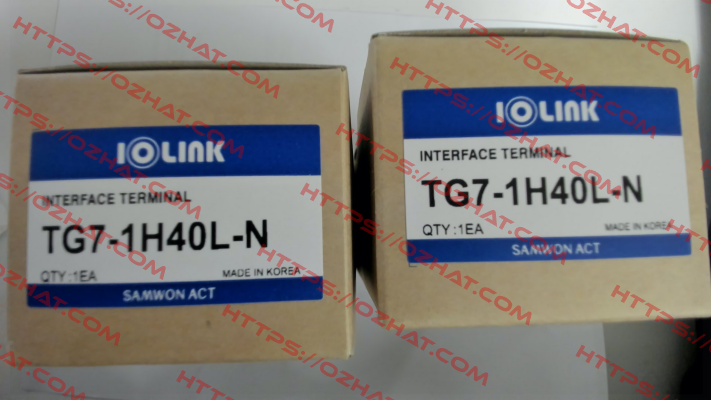 IOLINK
INTERFACE TERMINAL
TG7-1H40L-N
QTY :1EA MADE IN KOREA
SAMWON ACT
IOLINK
INTERFACE TERMINAL
TG7-1H40L-N
QTY :1EA MADE IN KOREA
SAMWON ACT
HTTPS://OZHAT.COM